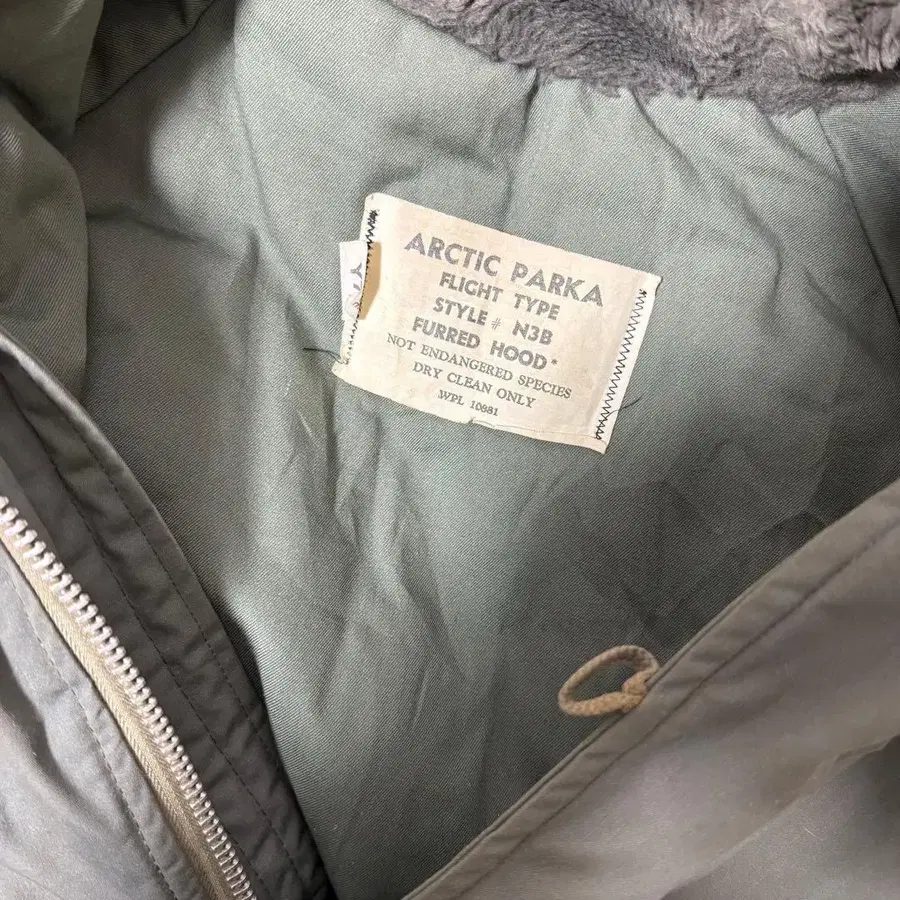 ARCTIC PARKA
FLIGHT TYPE
STYLE # N3B
FURRED HOOD*
NOT ENDANGERED SPECIES
DRY CLEAN ONLY
WPL 10881